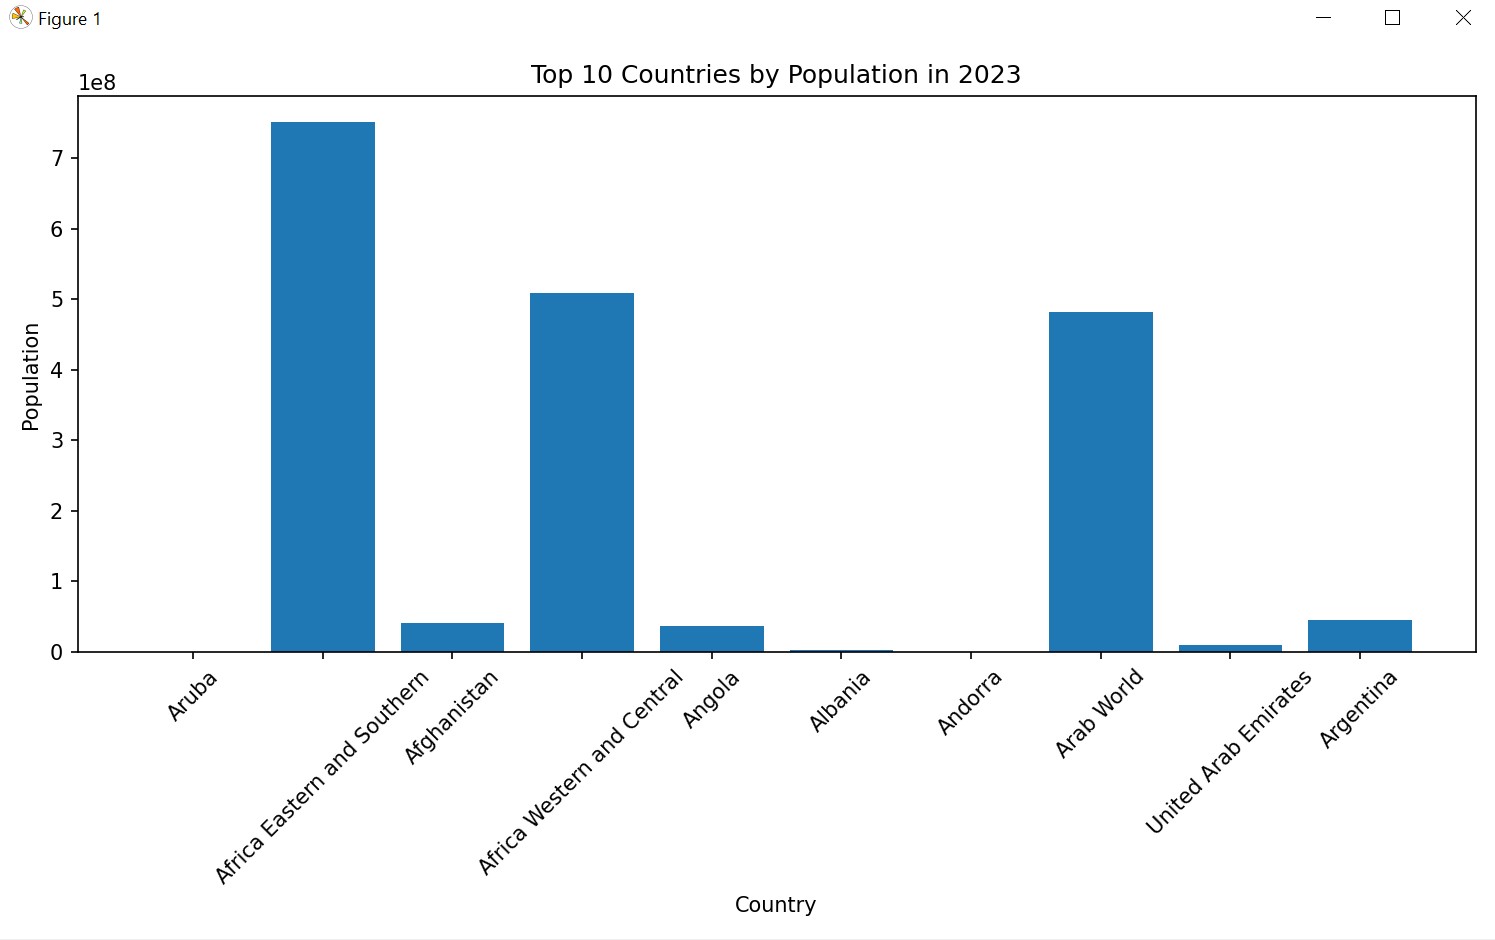 Figure 1
Top 10 Countries by Population in 2023
1e8
7
6
5
4
3
2
1
0
Population
Aruba
Africa Eastern and Southern
Afghanistan
Africa Western and Central
Angola
Albania
Andorra
Arab World
United Arab Emirates
Argentina
Country